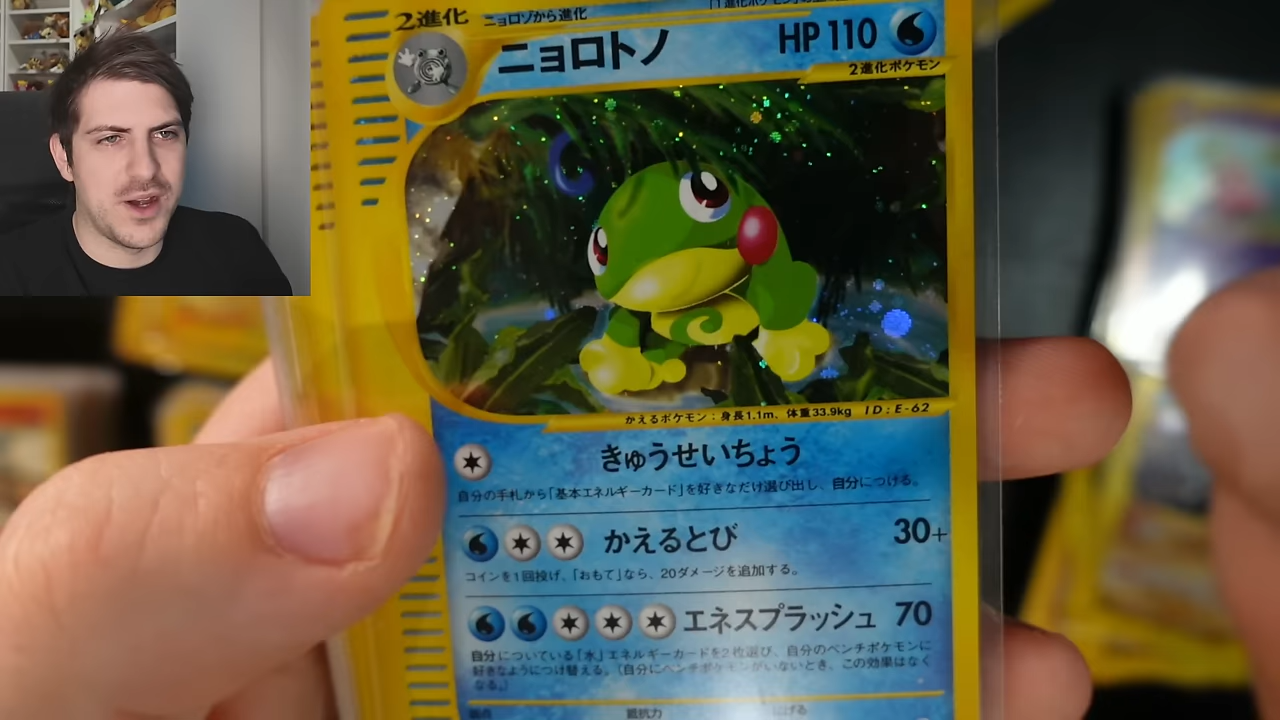 2進化 ニョロゾから進化
ニョロトノ HP 110
2進化ポケモン
かえるポケモン：身長1.1m、体重33.9kg ID：E-62
きゅうせいちょう
自分の手札から「基本エネルギーカード」を好きなだけ選び出し、自分につける。
かえるとび 30+
コインを1回投げ、「おもて」なら、20ダメージを追加する。
エネスプラッシュ 70
自分についている［水］エネルギーカードを2枚選び、自分のベンチポケモンに
好きなようにつけ替える。（自分にベンチポケモンがいないとき、この効果はなく
なる。）
抵抗力